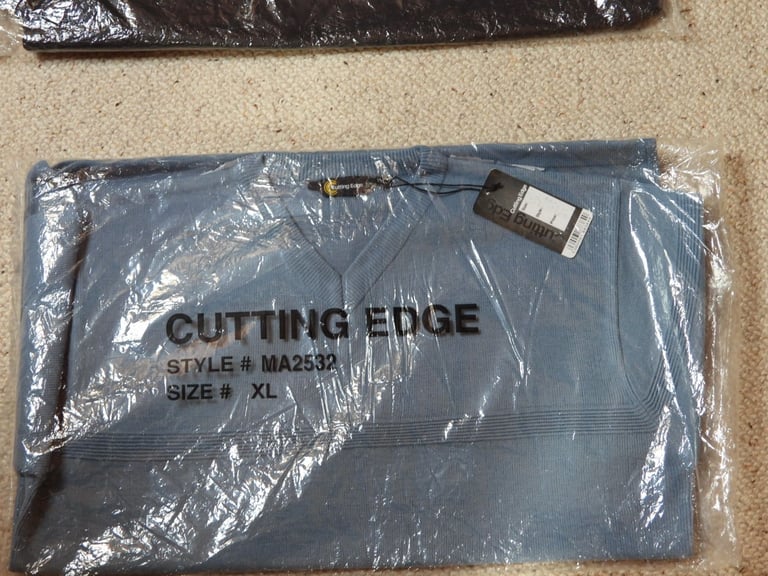 Cutting Edge
Cutting Edge
CUTTING EDGE
STYLE # MA2532
SIZE # XL